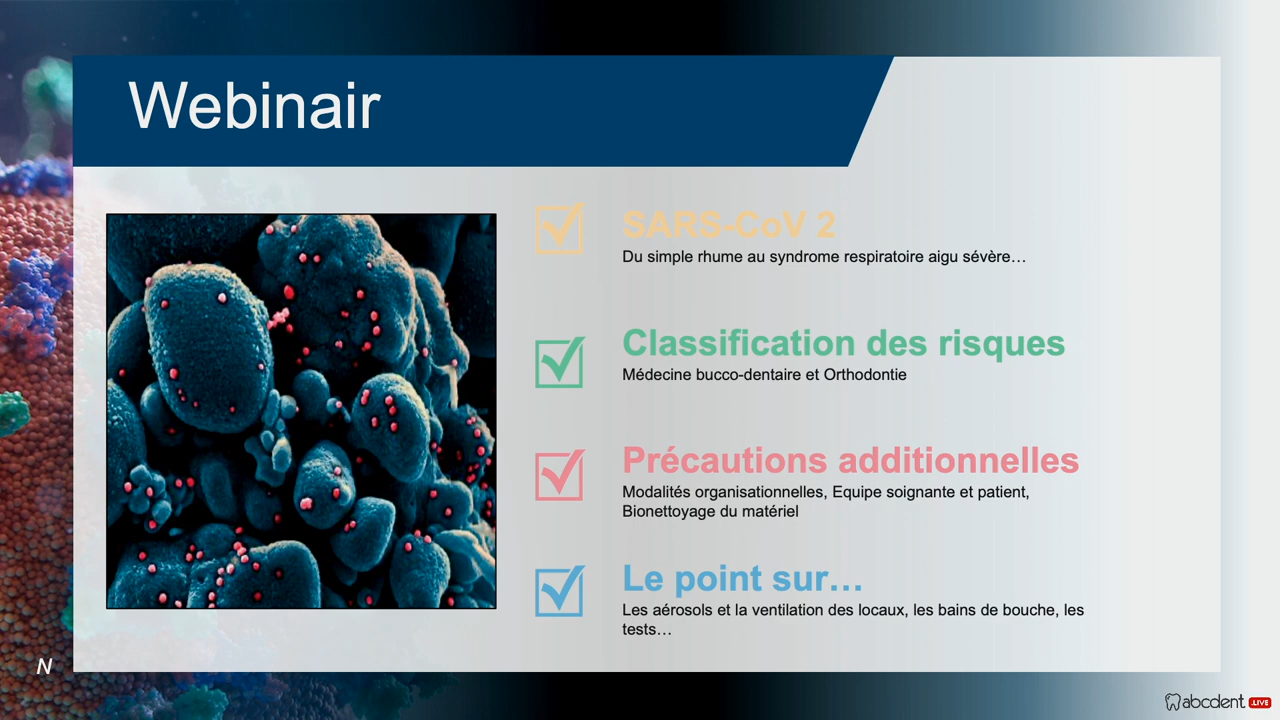 Webinair
SARS-CoV 2
Du simple rhume au syndrome respiratoire aigu sévère…
Classification des risques
Médecine bucco-dentaire et Orthodontie
Précautions additionnelles
Modalités organisationnelles, Equipe soignante et patient,
Bionettoyage du matériel
Le point sur…
Les aérosols et la ventilation des locaux, les bains de bouche, les
tests…
N
abcdent LIVE